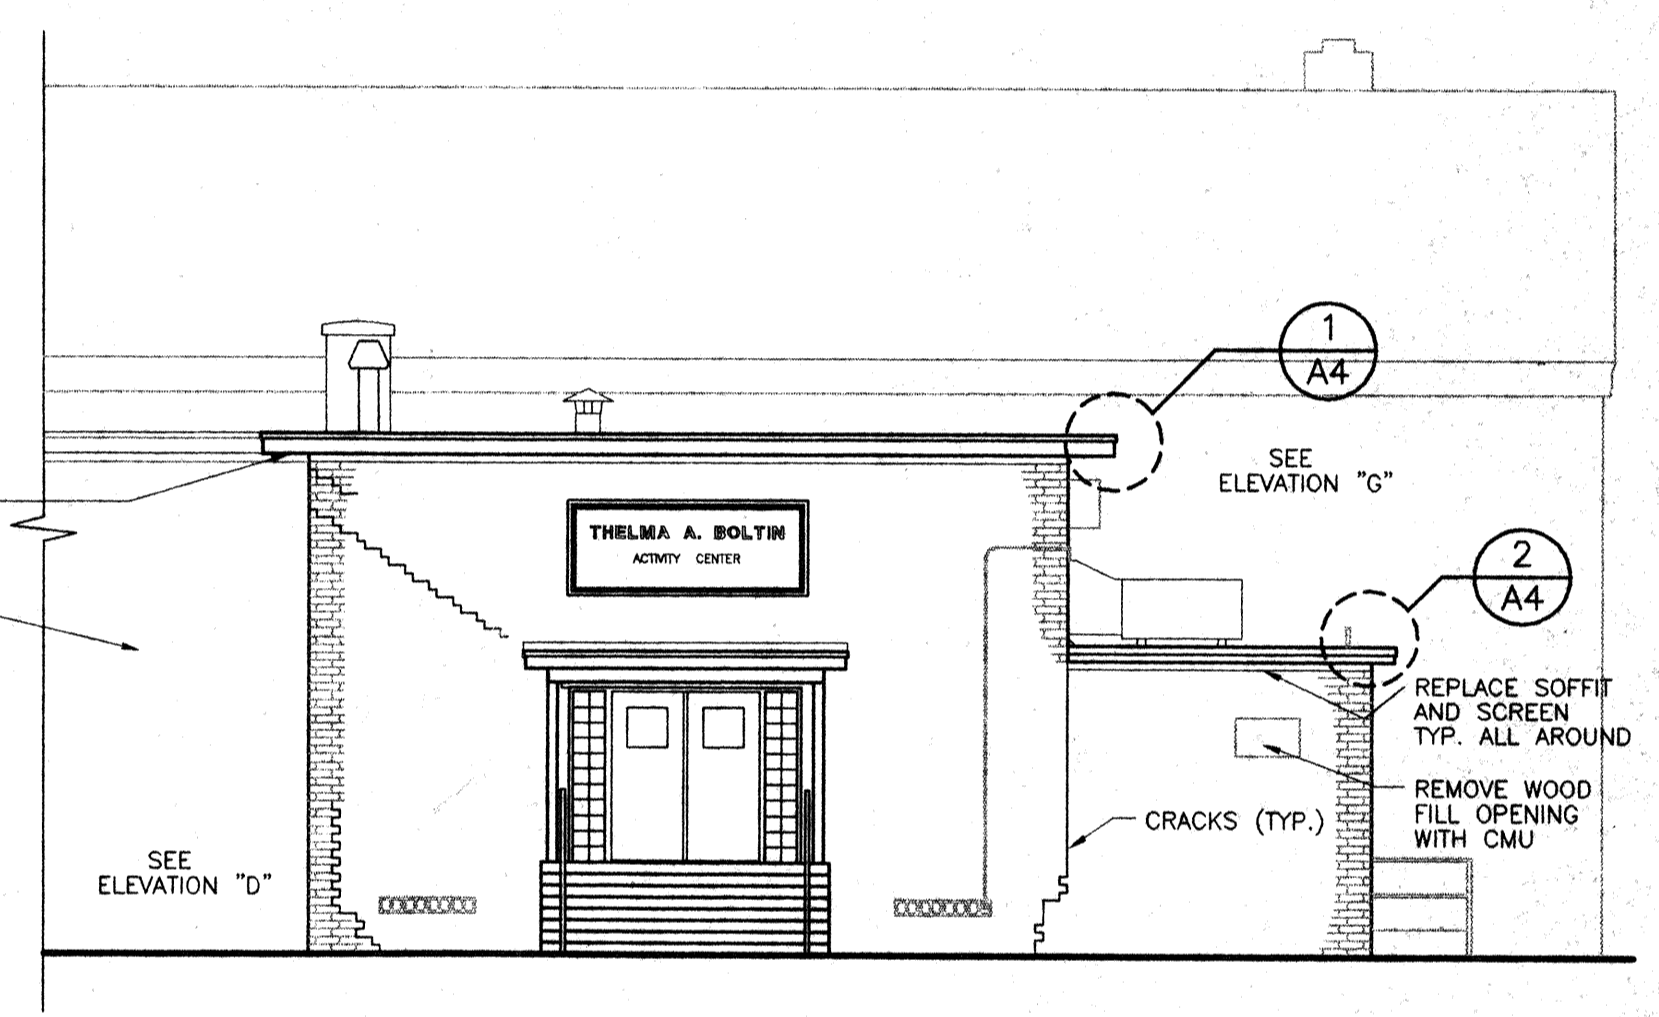 1
A4
SEE
ELEVATION "G"
THELMA A. BOLTIN
ACTIVITY CENTER
2
A4
REPLACE SOFFIT
AND SCREEN
TYP. ALL AROUND
REMOVE WOOD
FILL OPENING
WITH CMU
CRACKS (TYP.)
SEE
ELEVATION "D"